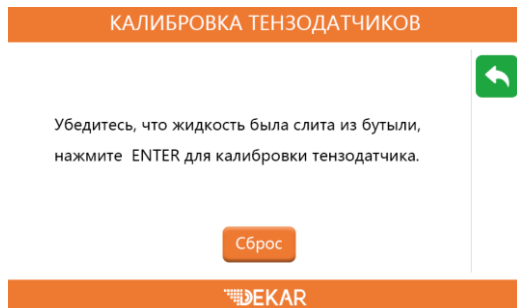 КАЛИБРОВКА ТЕНЗОДАТЧИКОВ
Убедитесь, что жидкость была слита из бутыли,
нажмите ENTER для калибровки тензодатчика.
Сброс
DEKAR